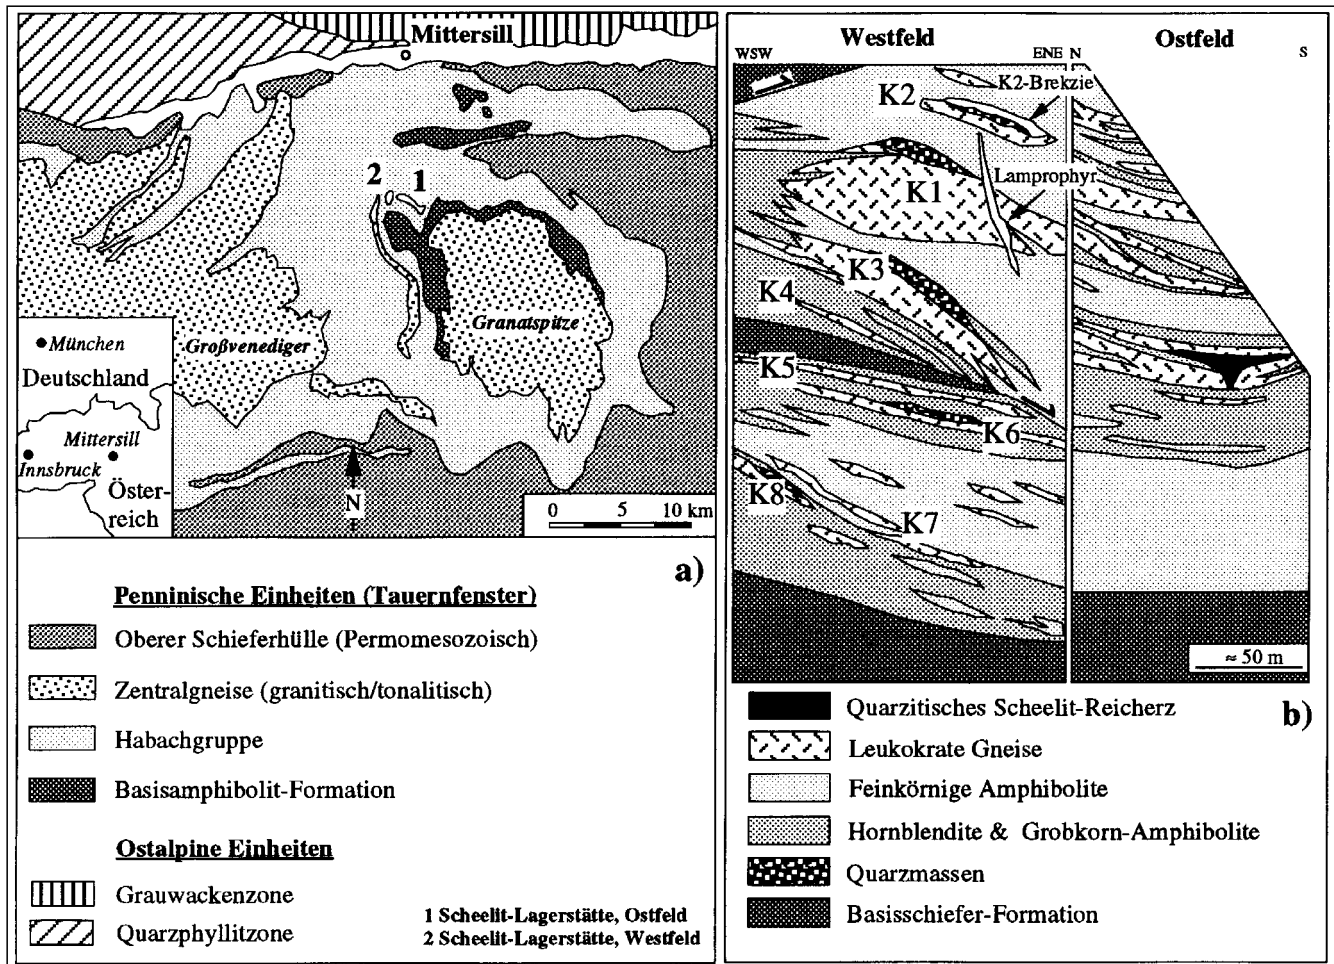 Mittersill
2
1
Granatspitze
Großvenediger
München
Deutschland
Mittersill
Innsbruck
Öster-
reich
N
0 5 10 km
a)
Penninische Einheiten (Tauernfenster)
Oberer Schieferhülle (Permomesozoisch)
Zentralgneise (granitisch/tonalitisch)
Habachgruppe
Basisamphibolit-Formation
Ostalpine Einheiten
Grauwackenzone
Quarzphyllitzone
1 Scheelit-Lagerstätte, Ostfeld
2 Scheelit-Lagerstätte, Westfeld
Westfeld
Ostfeld
WSW
ENE
N
S
K2
K2-Brekzie
K1
Lamprophyr
K3
K4
K5
K6
K8
K7
≈ 50 m
b)
Quarzitisches Scheelit-Reicherz
Leukokrate Gneise
Feinkörnige Amphibolite
Hornblendite & Grobkorn-Amphibolite
Quarzmassen
Basisschiefer-Formation